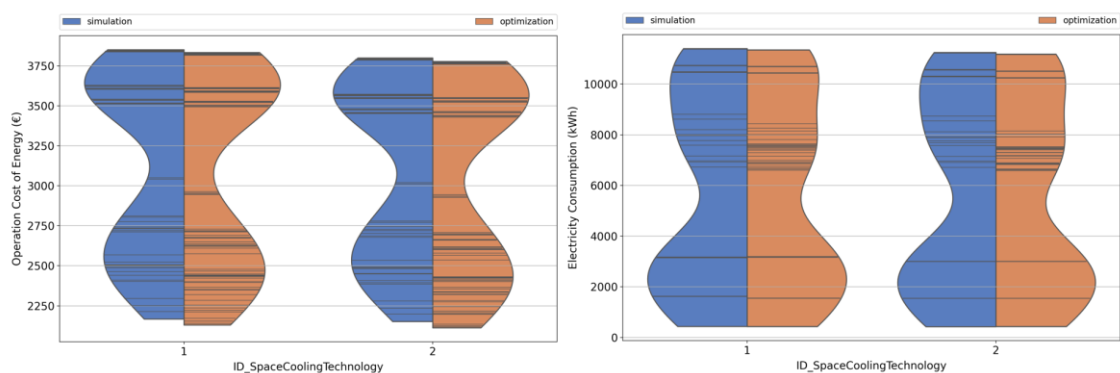 simulation
optimization
Operation Cost of Energy (€)
3750
3500
3250
3000
2750
2500
2250
1
2
ID_SpaceCoolingTechnology
simulation
optimization
Electricity Consumption (kWh)
10000
8000
6000
4000
2000
0
1
2
ID_SpaceCoolingTechnology